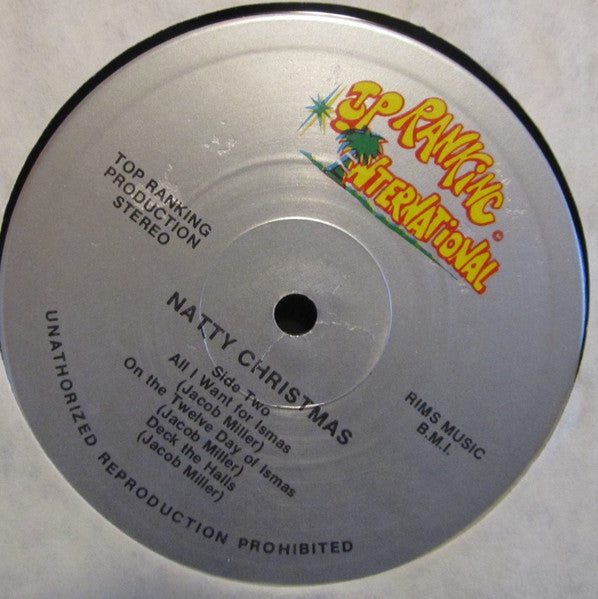 TOP RANKING
INTERNATIONAL
TOP RANKING
PRODUCTION
STEREO
NATTY CHRISTMAS
Side Two
All I Want for Ismas
(Jacob Miller)
On the Twelve Day of Ismas
(Jacob Miller)
Deck the Halls
(Jacob Miller)
RIMS MUSIC
B.M.I.
UNATHORIZED REPRODUCTION PROHIBITED